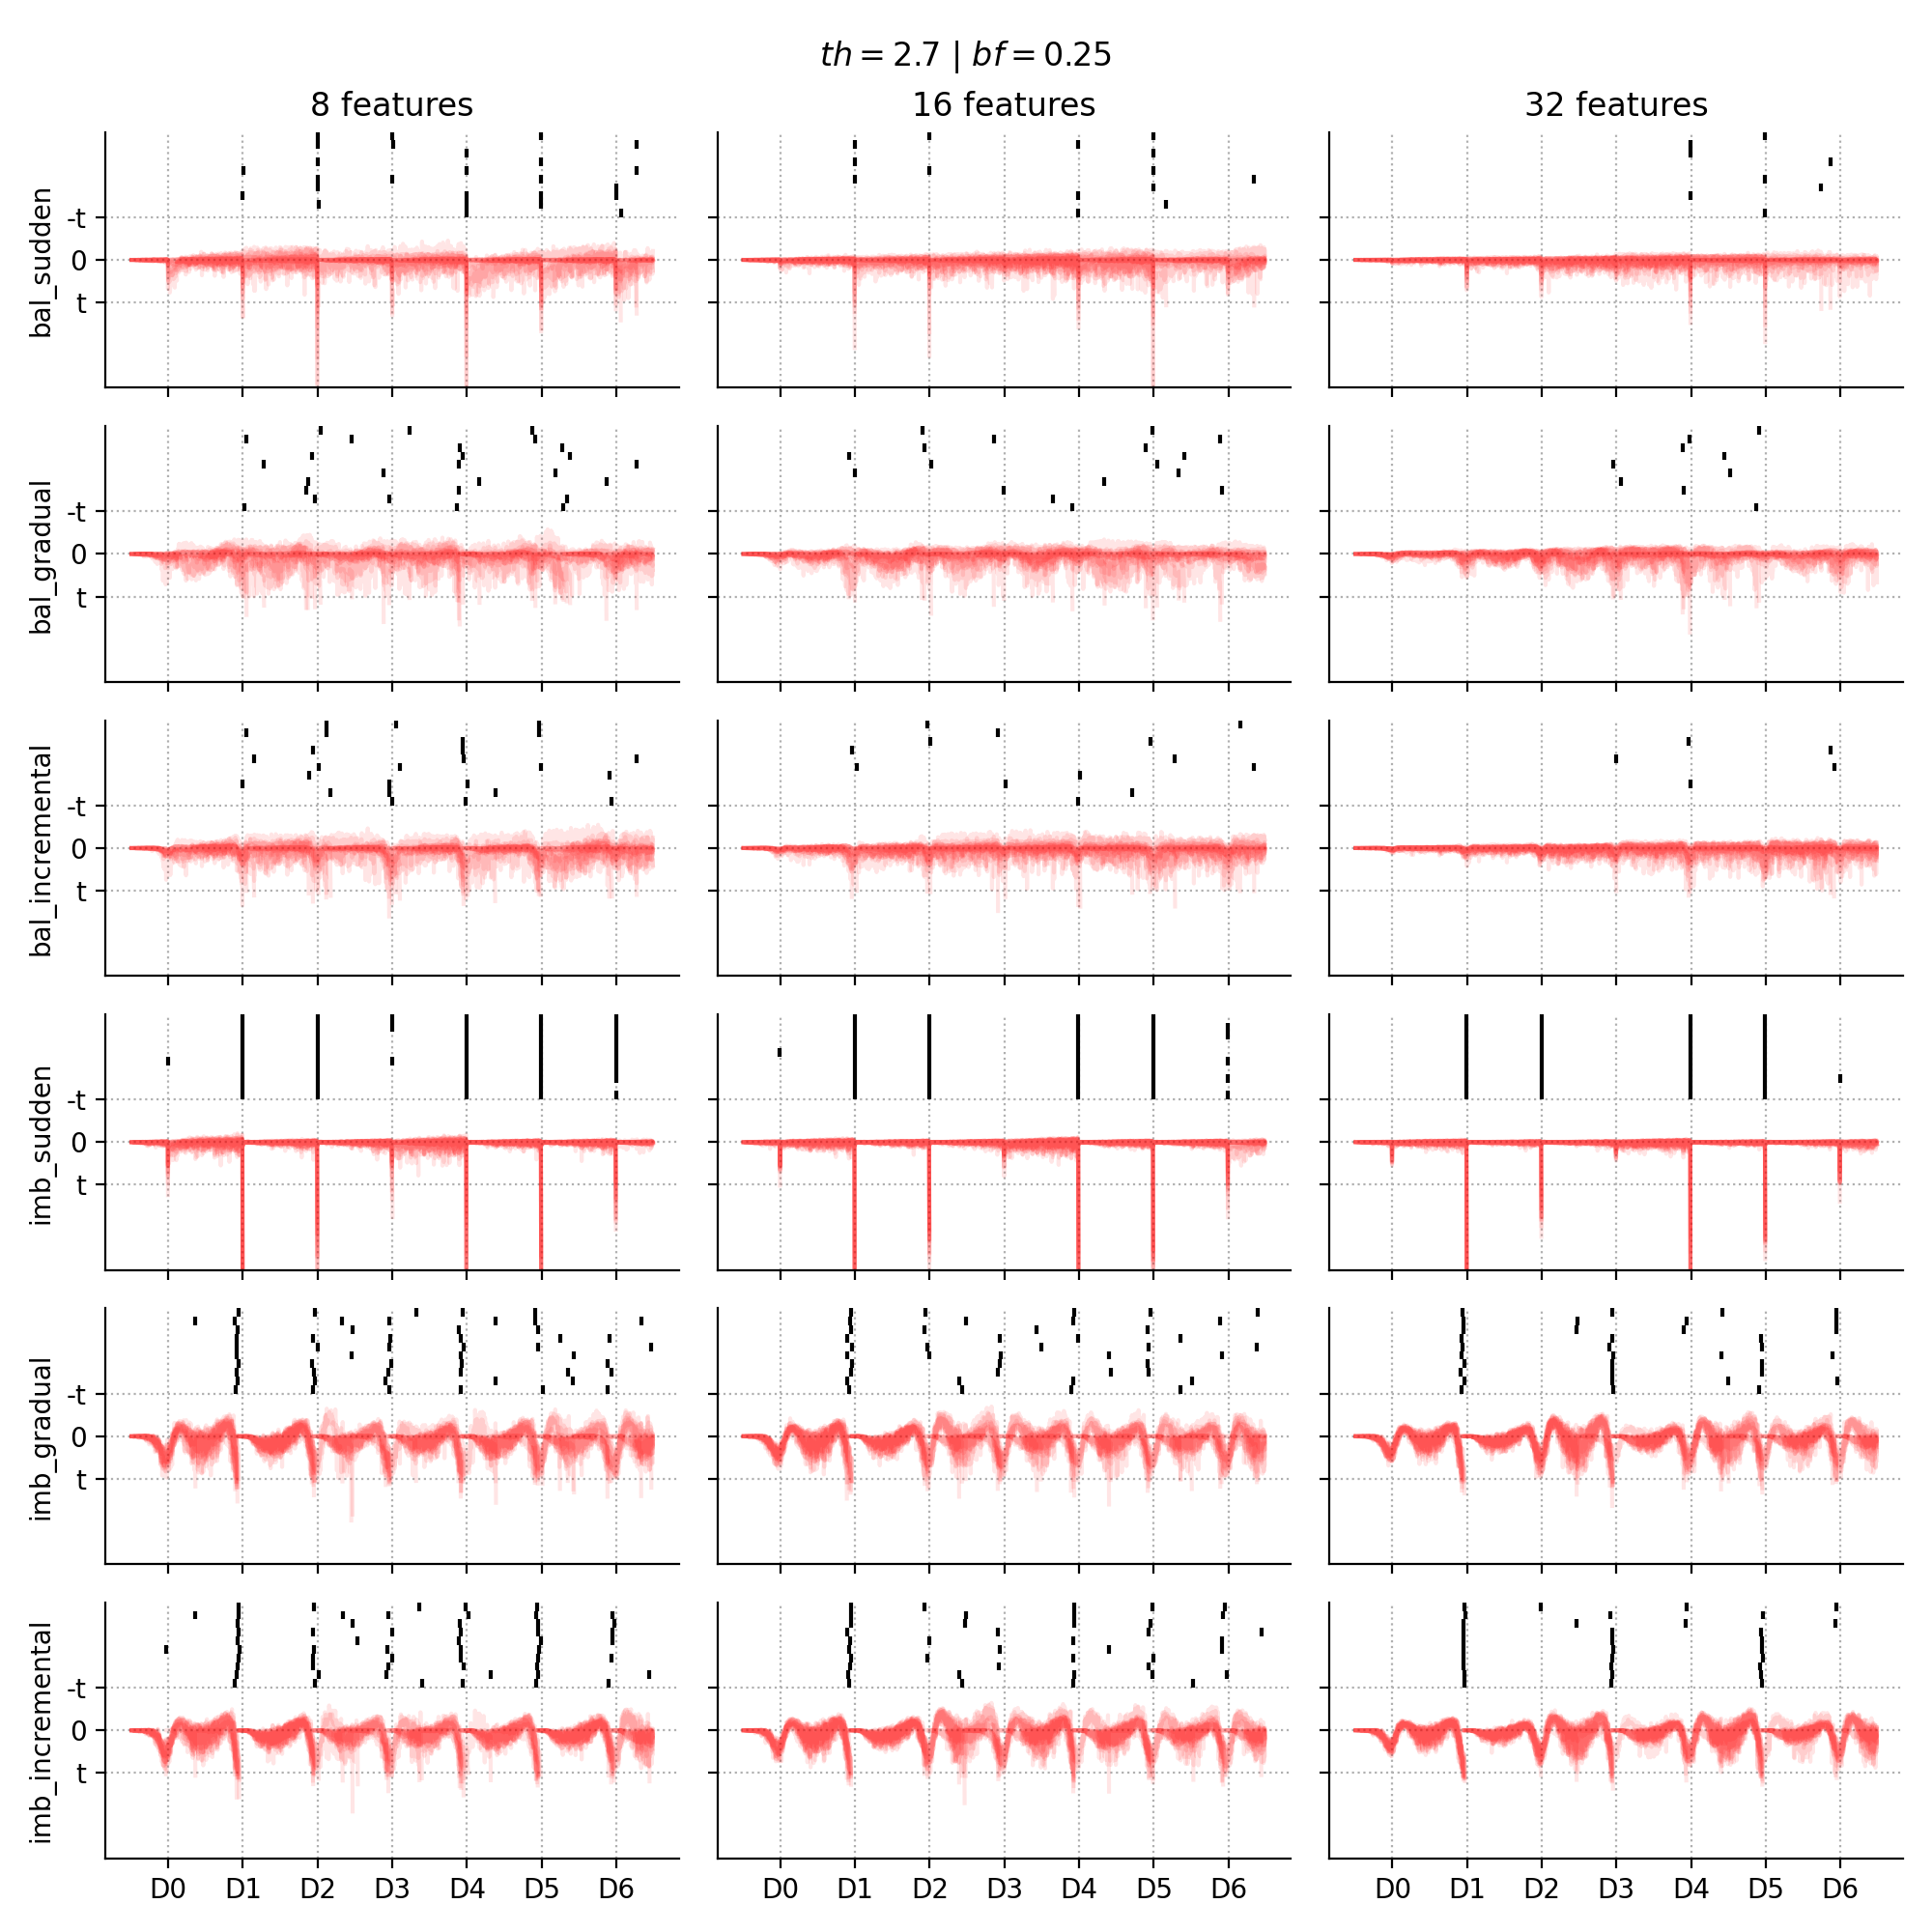 th = 2.7 | bf = 0.25
8 features 16 features 32 features
bal_sudden
-t
0
t
bal_gradual
-t
0
t
bal_incremental
-t
0
t
imb_sudden
-t
0
t
imb_gradual
-t
0
t
imb_incremental
-t
0
t
D0 D1 D2 D3 D4 D5 D6 D0 D1 D2 D3 D4 D5 D6 D0 D1 D2 D3 D4 D5 D6